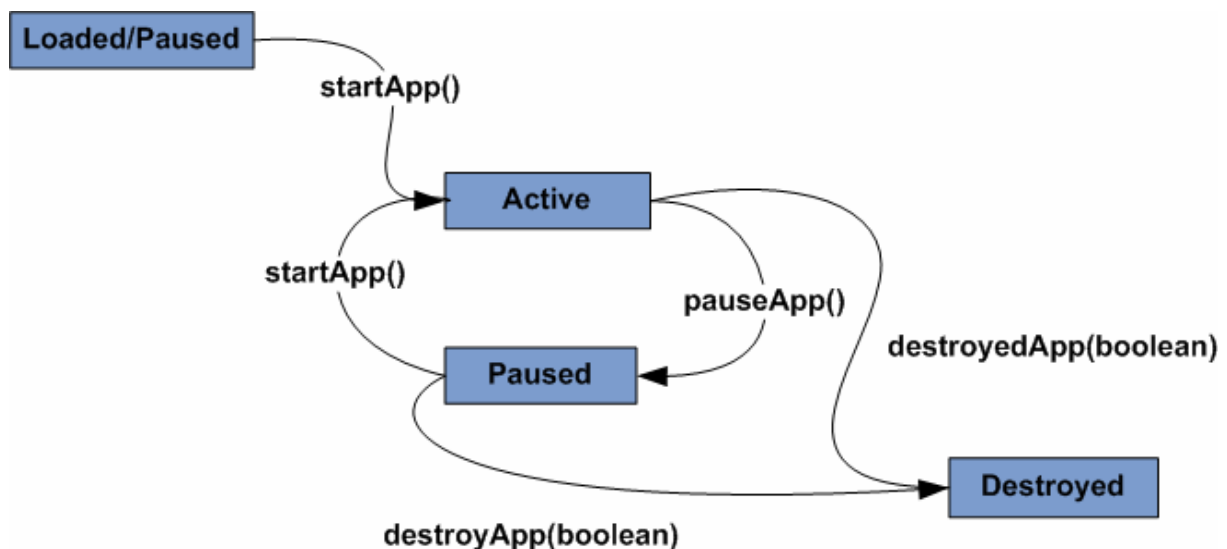 Loaded/Paused
startApp()
Active
startApp()
pauseApp()
destroyedApp(boolean)
Paused
Destroyed
destroyApp(boolean)